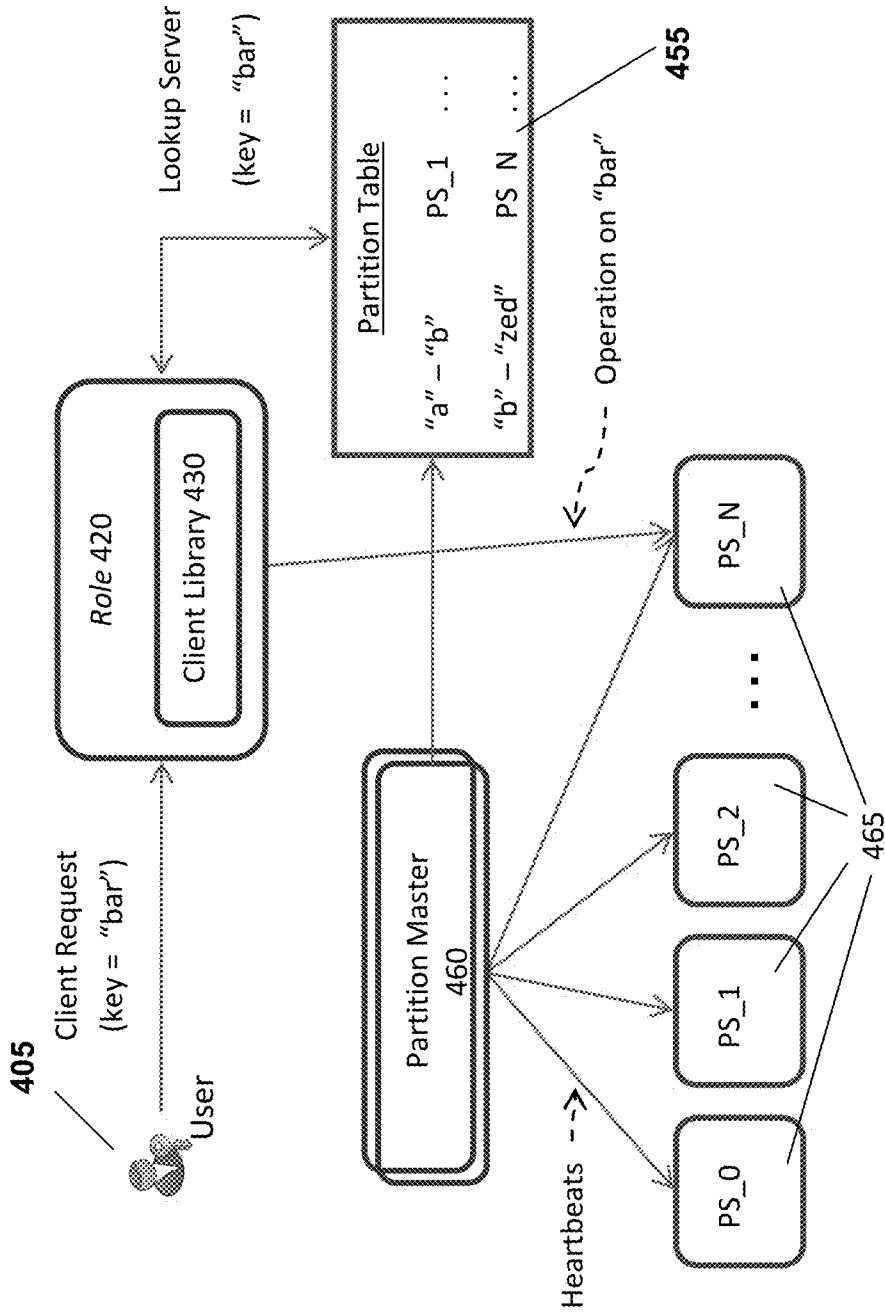 405
User
Client Request
(key = “bar”)
Role 420
Client Library 430
Lookup Server
(key = “bar”)
Partition Table
“a” – “b” PS_1 ...
“b” – “zed” PS N ...
455
Partition Master
460
Heartbeats
Operation on “bar”
PS_0
PS_1
PS_2
...
PS_N
465